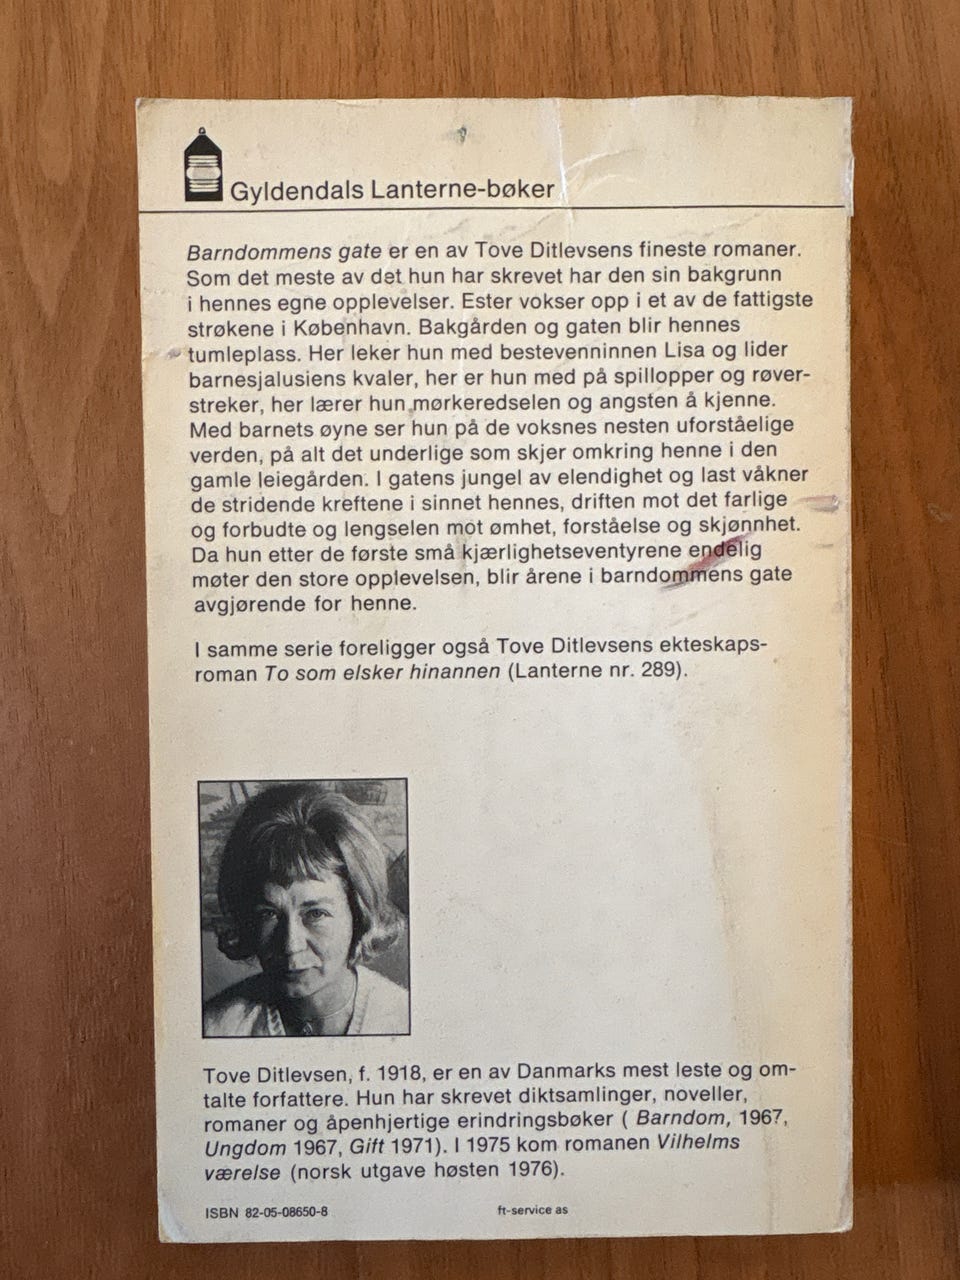 Gyldendals Lanterne-bøker
Barndommens gate er en av Tove Ditlevsens fineste romaner.
Som det meste av det hun har skrevet har den sin bakgrunn
i hennes egne opplevelser. Ester vokser opp i et av de fattigste
strøkene i København. Bakgården og gaten blir hennes
tumleplass. Her leker hun med bestevenninnen Lisa og lider
barnesjalusiens kvaler, her er hun med på spillopper og røver-
streker, her lærer hun mørkeredselen og angsten å kjenne.
Med barnets øyne ser hun på de voksnes nesten uforståelige
verden, på alt det underlige som skjer omkring henne i den
gamle leiegården. I gatens jungel av elendighet og last våkner
de stridende kreftene i sinnet hennes, driften mot det farlige
og forbudte og lengselen mot ømhet, forståelse og skjønnhet.
Da hun etter de første små kjærlighetseventyrene endelig
møter den store opplevelsen, blir årene i barndommens gate
avgjørende for henne.
I samme serie foreligger også Tove Ditlevsens ekteskaps-
roman To som elsker hinannen (Lanterne nr. 289).
Tove Ditlevsen, f. 1918, er en av Danmarks mest leste og om-
talte forfattere. Hun har skrevet diktsamlinger, noveller,
romaner og åpenhjertige erindringsbøker ( Barndom, 1967,
Ungdom 1967, Gift 1971). I 1975 kom romanen Vilhelms
værelse (norsk utgave høsten 1976).
ISBN 82-05-08650-8 ft-service as